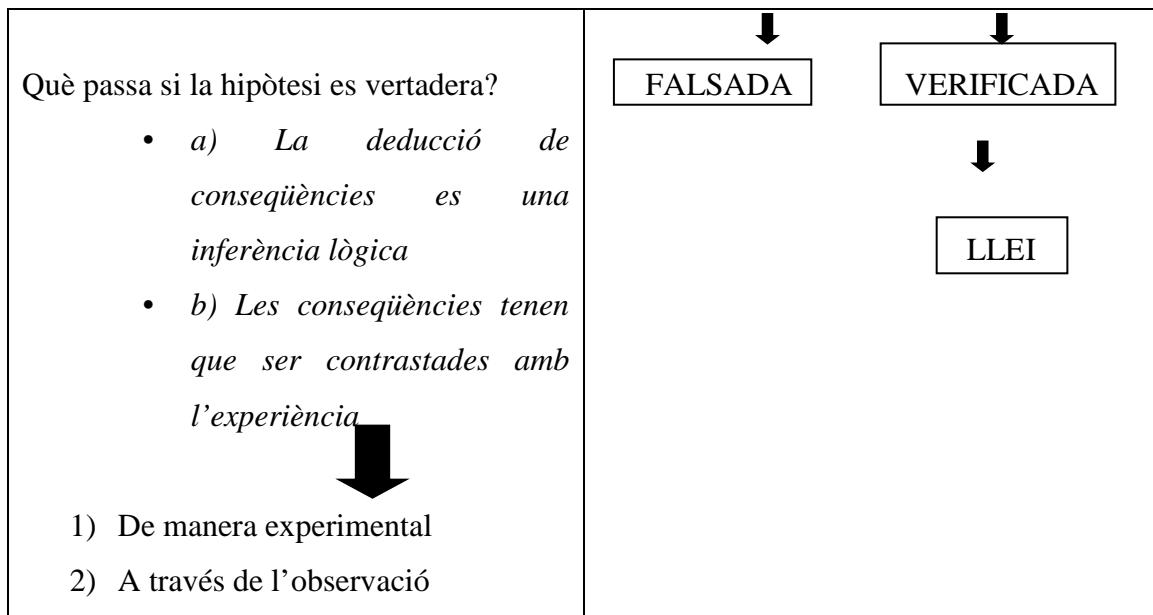 Què passa si la hipòtesi es vertadera?
• a) La deducció de
conseqüències es una
inferència lògica
• b) Les conseqüències tenen
que ser contrastades amb
l’experiència
1) De manera experimental
2) A través de l’observació
FALSADA
VERIFICADA
LLEI